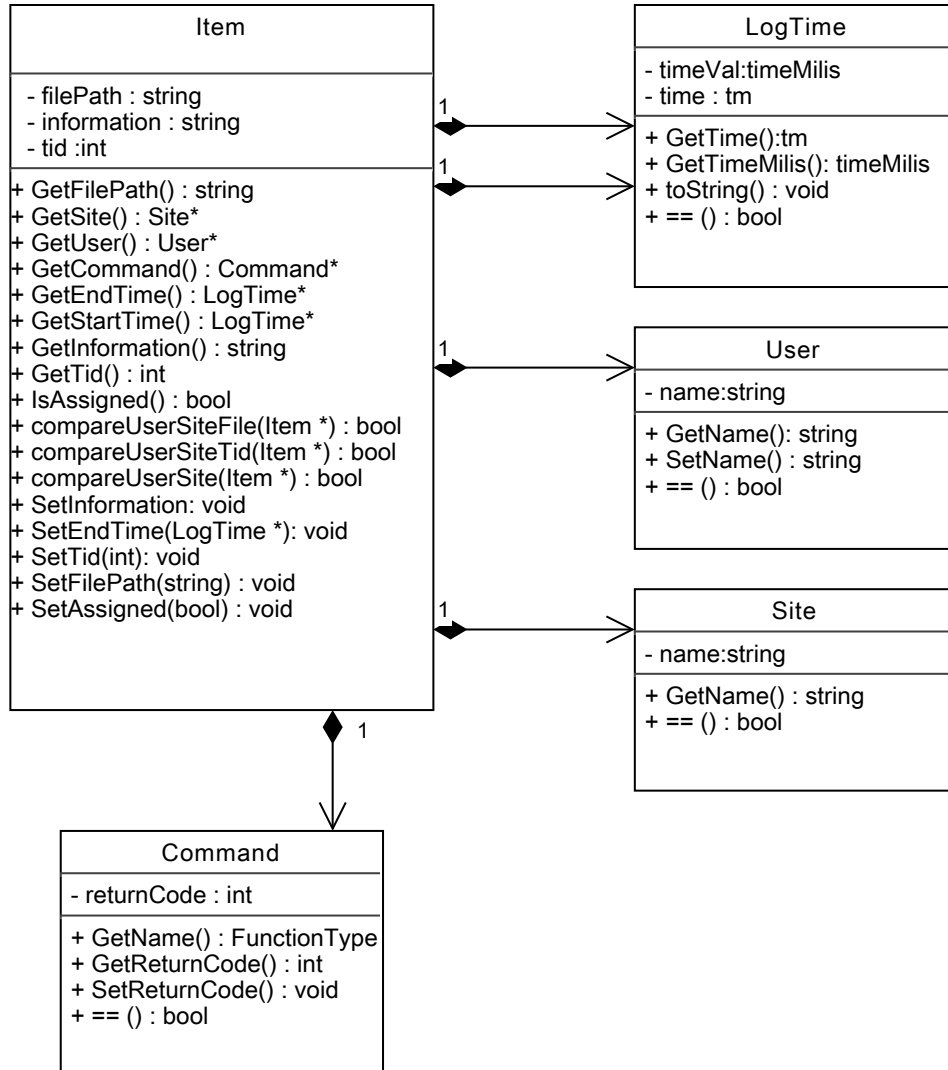 Item
- filePath : string
- information : string
- tid :int
+ GetFilePath() : string
+ GetSite() : Site*
+ GetUser() : User*
+ GetCommand() : Command*
+ GetEndTime() : LogTime*
+ GetStartTime() : LogTime*
+ GetInformation() : string
+ GetTid() : int
+ IsAssigned() : bool
+ compareUserSiteFile(Item *) : bool
+ compareUserSiteTid(Item *) : bool
+ compareUserSite(Item *) : bool
+ SetInformation: void
+ SetEndTime(LogTime *): void
+ SetTid(int): void
+ SetFilePath(string) : void
+ SetAssigned(bool) : void
1
1
1
1
1
LogTime
- timeVal:timeMilis
- time : tm
+ GetTime():tm
+ GetTimeMilis(): timeMilis
+ toString() : void
+ == () : bool
User
- name:string
+ GetName(): string
+ SetName() : string
+ == () : bool
Site
- name:string
+ GetName() : string
+ == () : bool
Command
- returnCode : int
+ GetName() : FunctionType
+ GetReturnCode() : int
+ SetReturnCode() : void
+ == () : bool